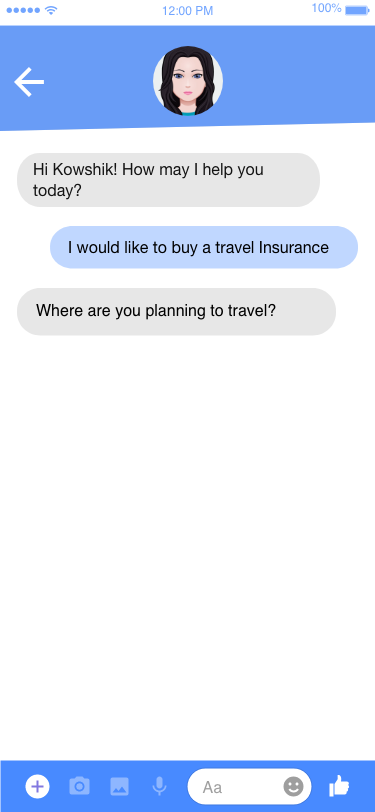 12:00 PM 100%
Hi Kowshik! How may I help you
today?
I would like to buy a travel Insurance
Where are you planning to travel?
Aa